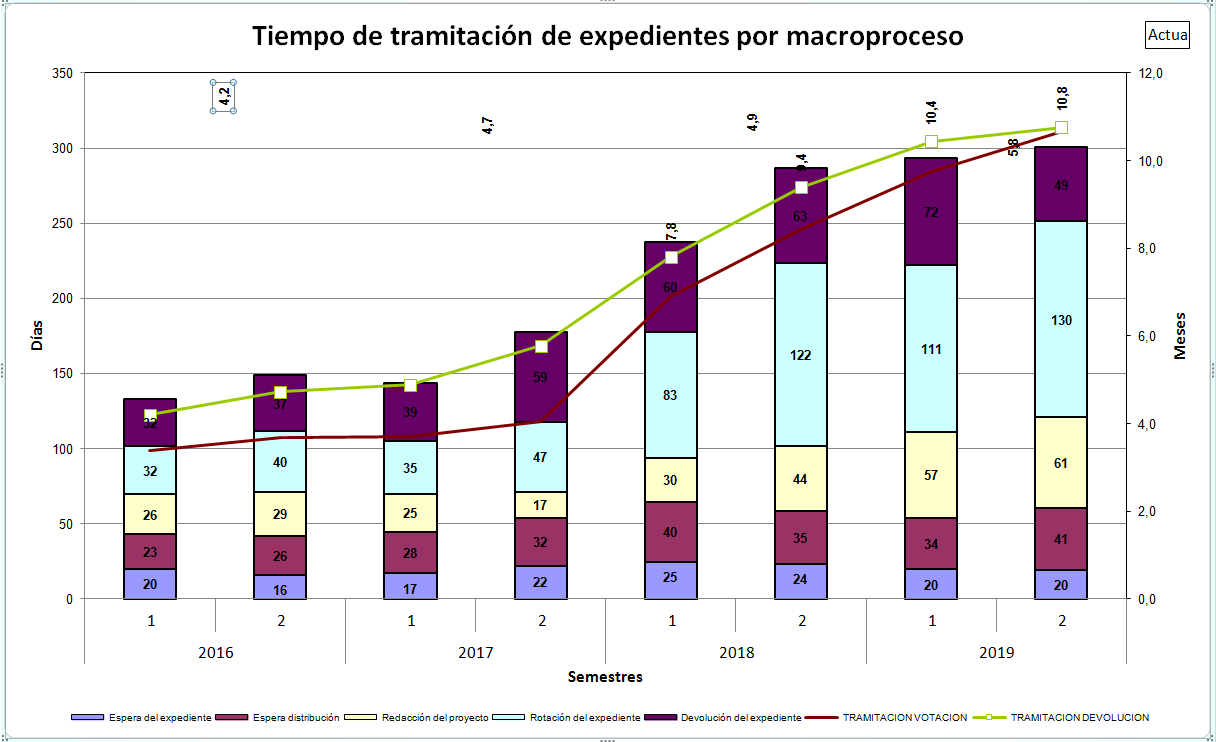 Tiempo de tramitación de expedientes por macroproceso
Actua
350
300
250
200
150
100
50
0
Días
12,0
10,0
8,0
6,0
4,0
2,0
0,0
Meses
4,2
4,7
4,9
5,8
7,8
9,4
10,4
10,8
32 37 39 59 60 63 72 49
32 40 35 47 83 122 111 130
26 29 25 17 30 44 57 61
23 26 28 32 40 35 34 41
20 16 17 22 25 24 20 20
1 2 1 2 1 2 1 2
2016 2017 2018 2019
Semestres
Espera del expediente Espera distribución Redacción del proyecto Rotación del expediente Devolución del expediente TRAMITACION VOTACION TRAMITACION DEVOLUCION